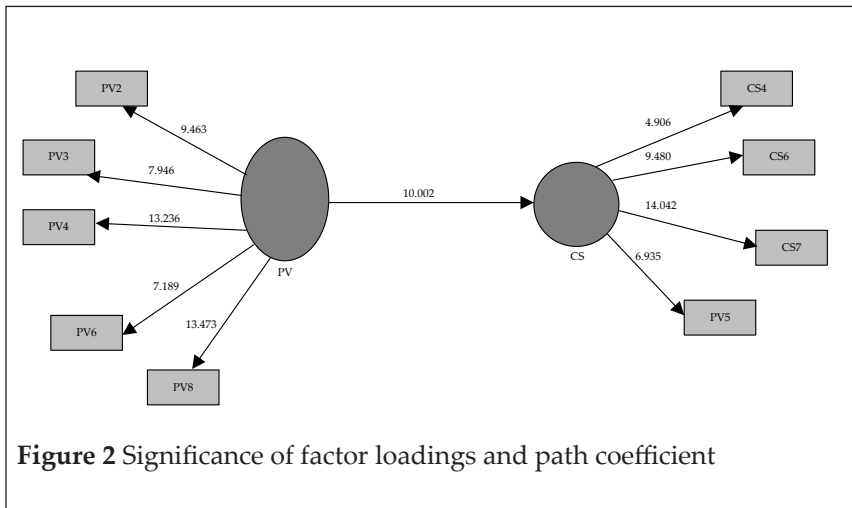 PV2
CS4
9.463
4.906
CS6
PV3
9.480
7.946
10.002
PV4
13.236
14.042
CS7
CS
PV
6.935
7.189
PV5
PV6
13.473
PV8
Figure 2 Significance of factor loadings and path coefficient